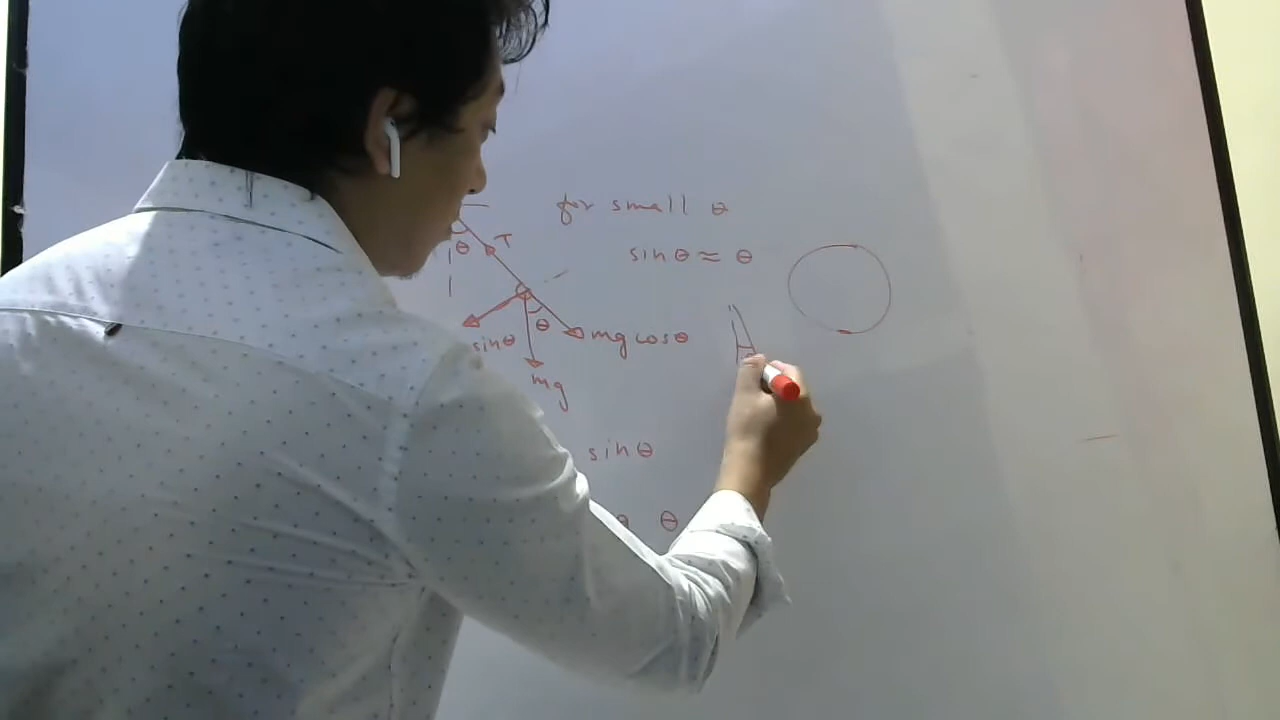 for small θ
θ T
sinθ ≈ θ
θ mg cosθ
sinθ
mg
sinθ
θ